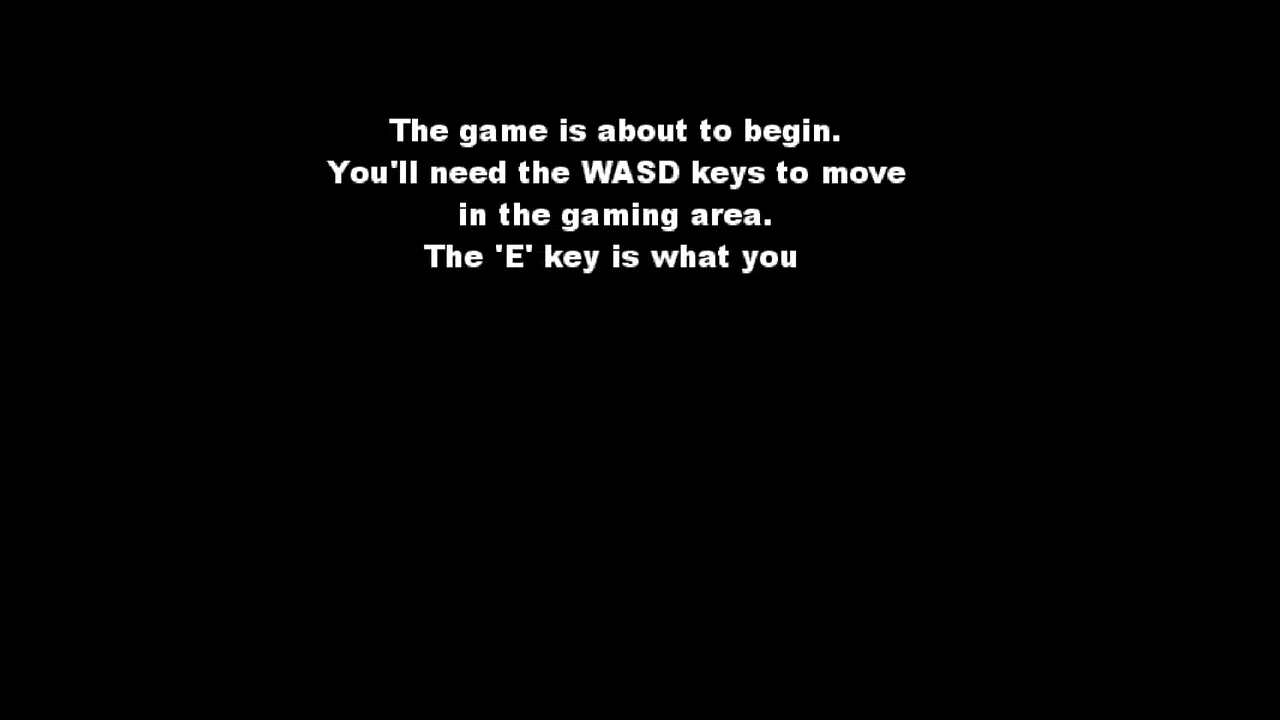 The game is about to begin.
You'll need the WASD keys to move
in the gaming area.
The 'E' key is what you